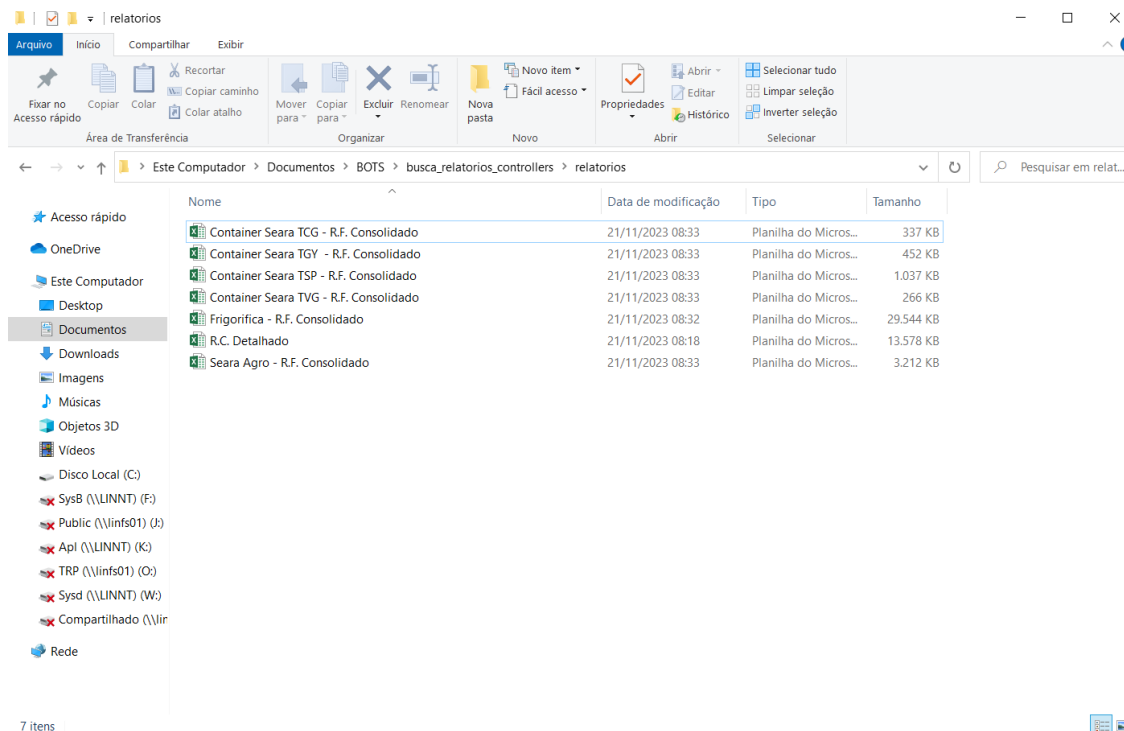 relatorios
Arquivo Início Compartilhar Exibir
Fixar no Acesso rápido
Copiar
Colar
Recortar
Copiar caminho
Colar atalho
Área de Transferência
Mover para
Copiar para
Excluir
Renomear
Organizar
Nova pasta
Novo item
Fácil acesso
Novo
Propriedades
Abrir
Editar
Histórico
Abrir
Selecionar tudo
Limpar seleção
Inverter seleção
Selecionar
Este Computador > Documentos > BOTS > busca_relatorios_controllers > relatorios
Pesquisar em relat...
Acesso rápido
OneDrive
Este Computador
Desktop
Documentos
Downloads
Imagens
Músicas
Objetos 3D
Vídeos
Disco Local (C:)
SysB (\\LINNT) (F:)
Public (\\linfs01) (J:)
Apl (\\LINNT) (K:)
TRP (\\linfs01) (O:)
Sysd (\\LINNT) (W:)
Compartilhado (\\lin
Rede
Nome Data de modificação Tipo Tamanho
Container Seara TCG - R.F. Consolidado 21/11/2023 08:33 Planilha do Micros... 337 KB
Container Seara TGY  - R.F. Consolidado 21/11/2023 08:33 Planilha do Micros... 452 KB
Container Seara TSP - R.F. Consolidado 21/11/2023 08:33 Planilha do Micros... 1.037 KB
Container Seara TVG - R.F. Consolidado 21/11/2023 08:33 Planilha do Micros... 266 KB
Frigorifica - R.F. Consolidado 21/11/2023 08:32 Planilha do Micros... 29.544 KB
R.C. Detalhado 21/11/2023 08:18 Planilha do Micros... 13.578 KB
Seara Agro - R.F. Consolidado 21/11/2023 08:33 Planilha do Micros... 3.212 KB
7 itens